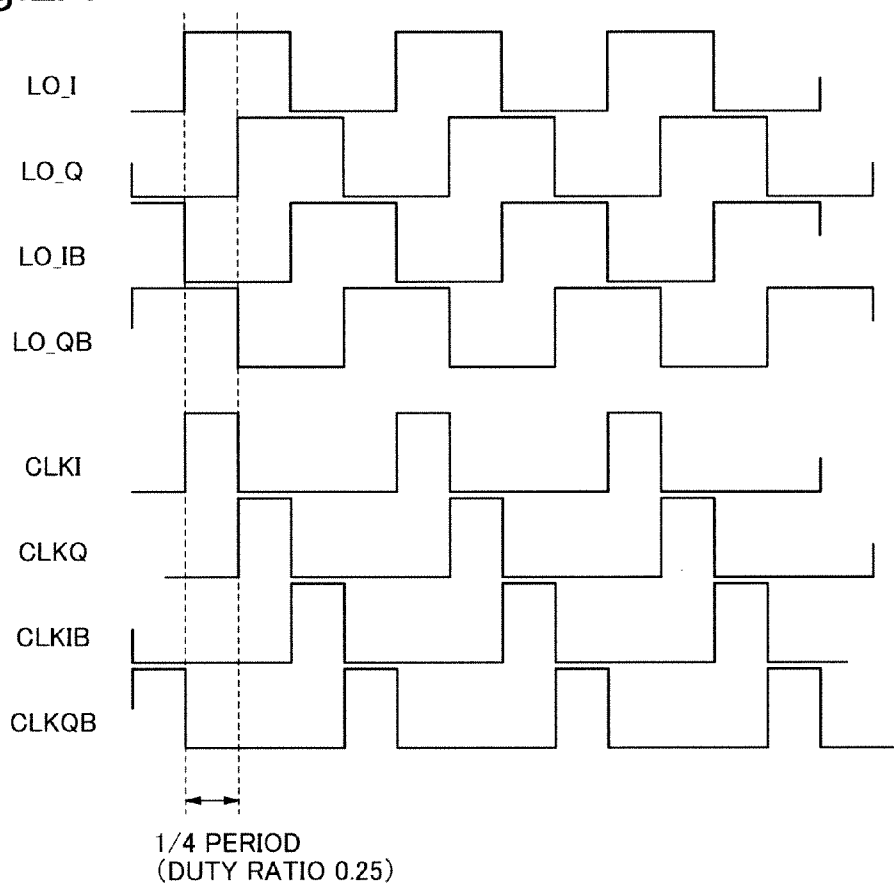 LO_I
LO_Q
LO_IB
LO_QB
CLKI
CLKQ
CLKIB
CLKQB
1/4 PERIOD
(DUTY RATIO 0.25)